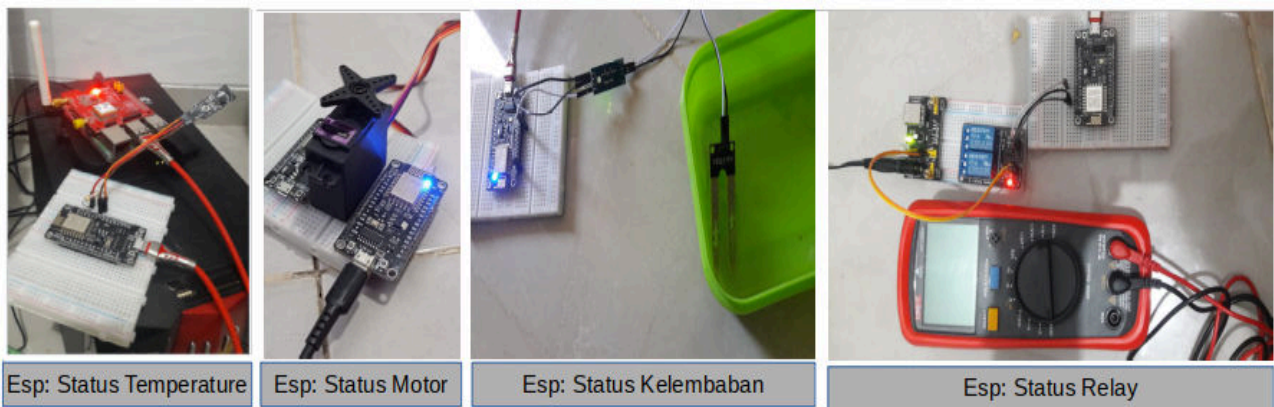 Esp: Status Temperature
Esp: Status Motor
Esp: Status Kelembaban
Esp: Status Relay